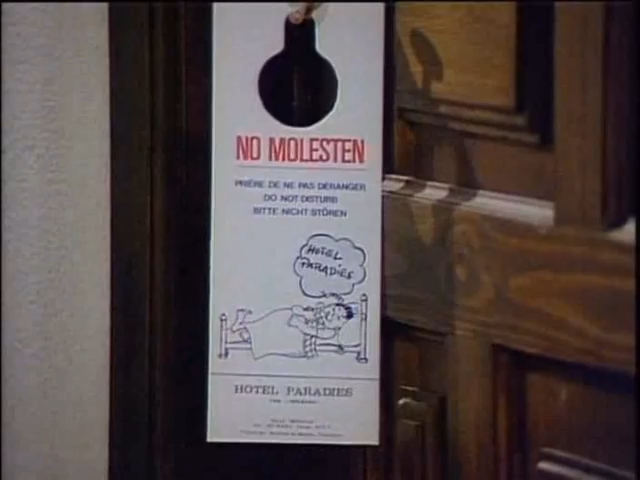 NO MOLESTEN
PRIÈRE DE NE PAS DÉRANGER
DO NOT DISTURB
BITTE NICHT STÖREN
HOTEL
PARADIES
HOTEL PARADIES